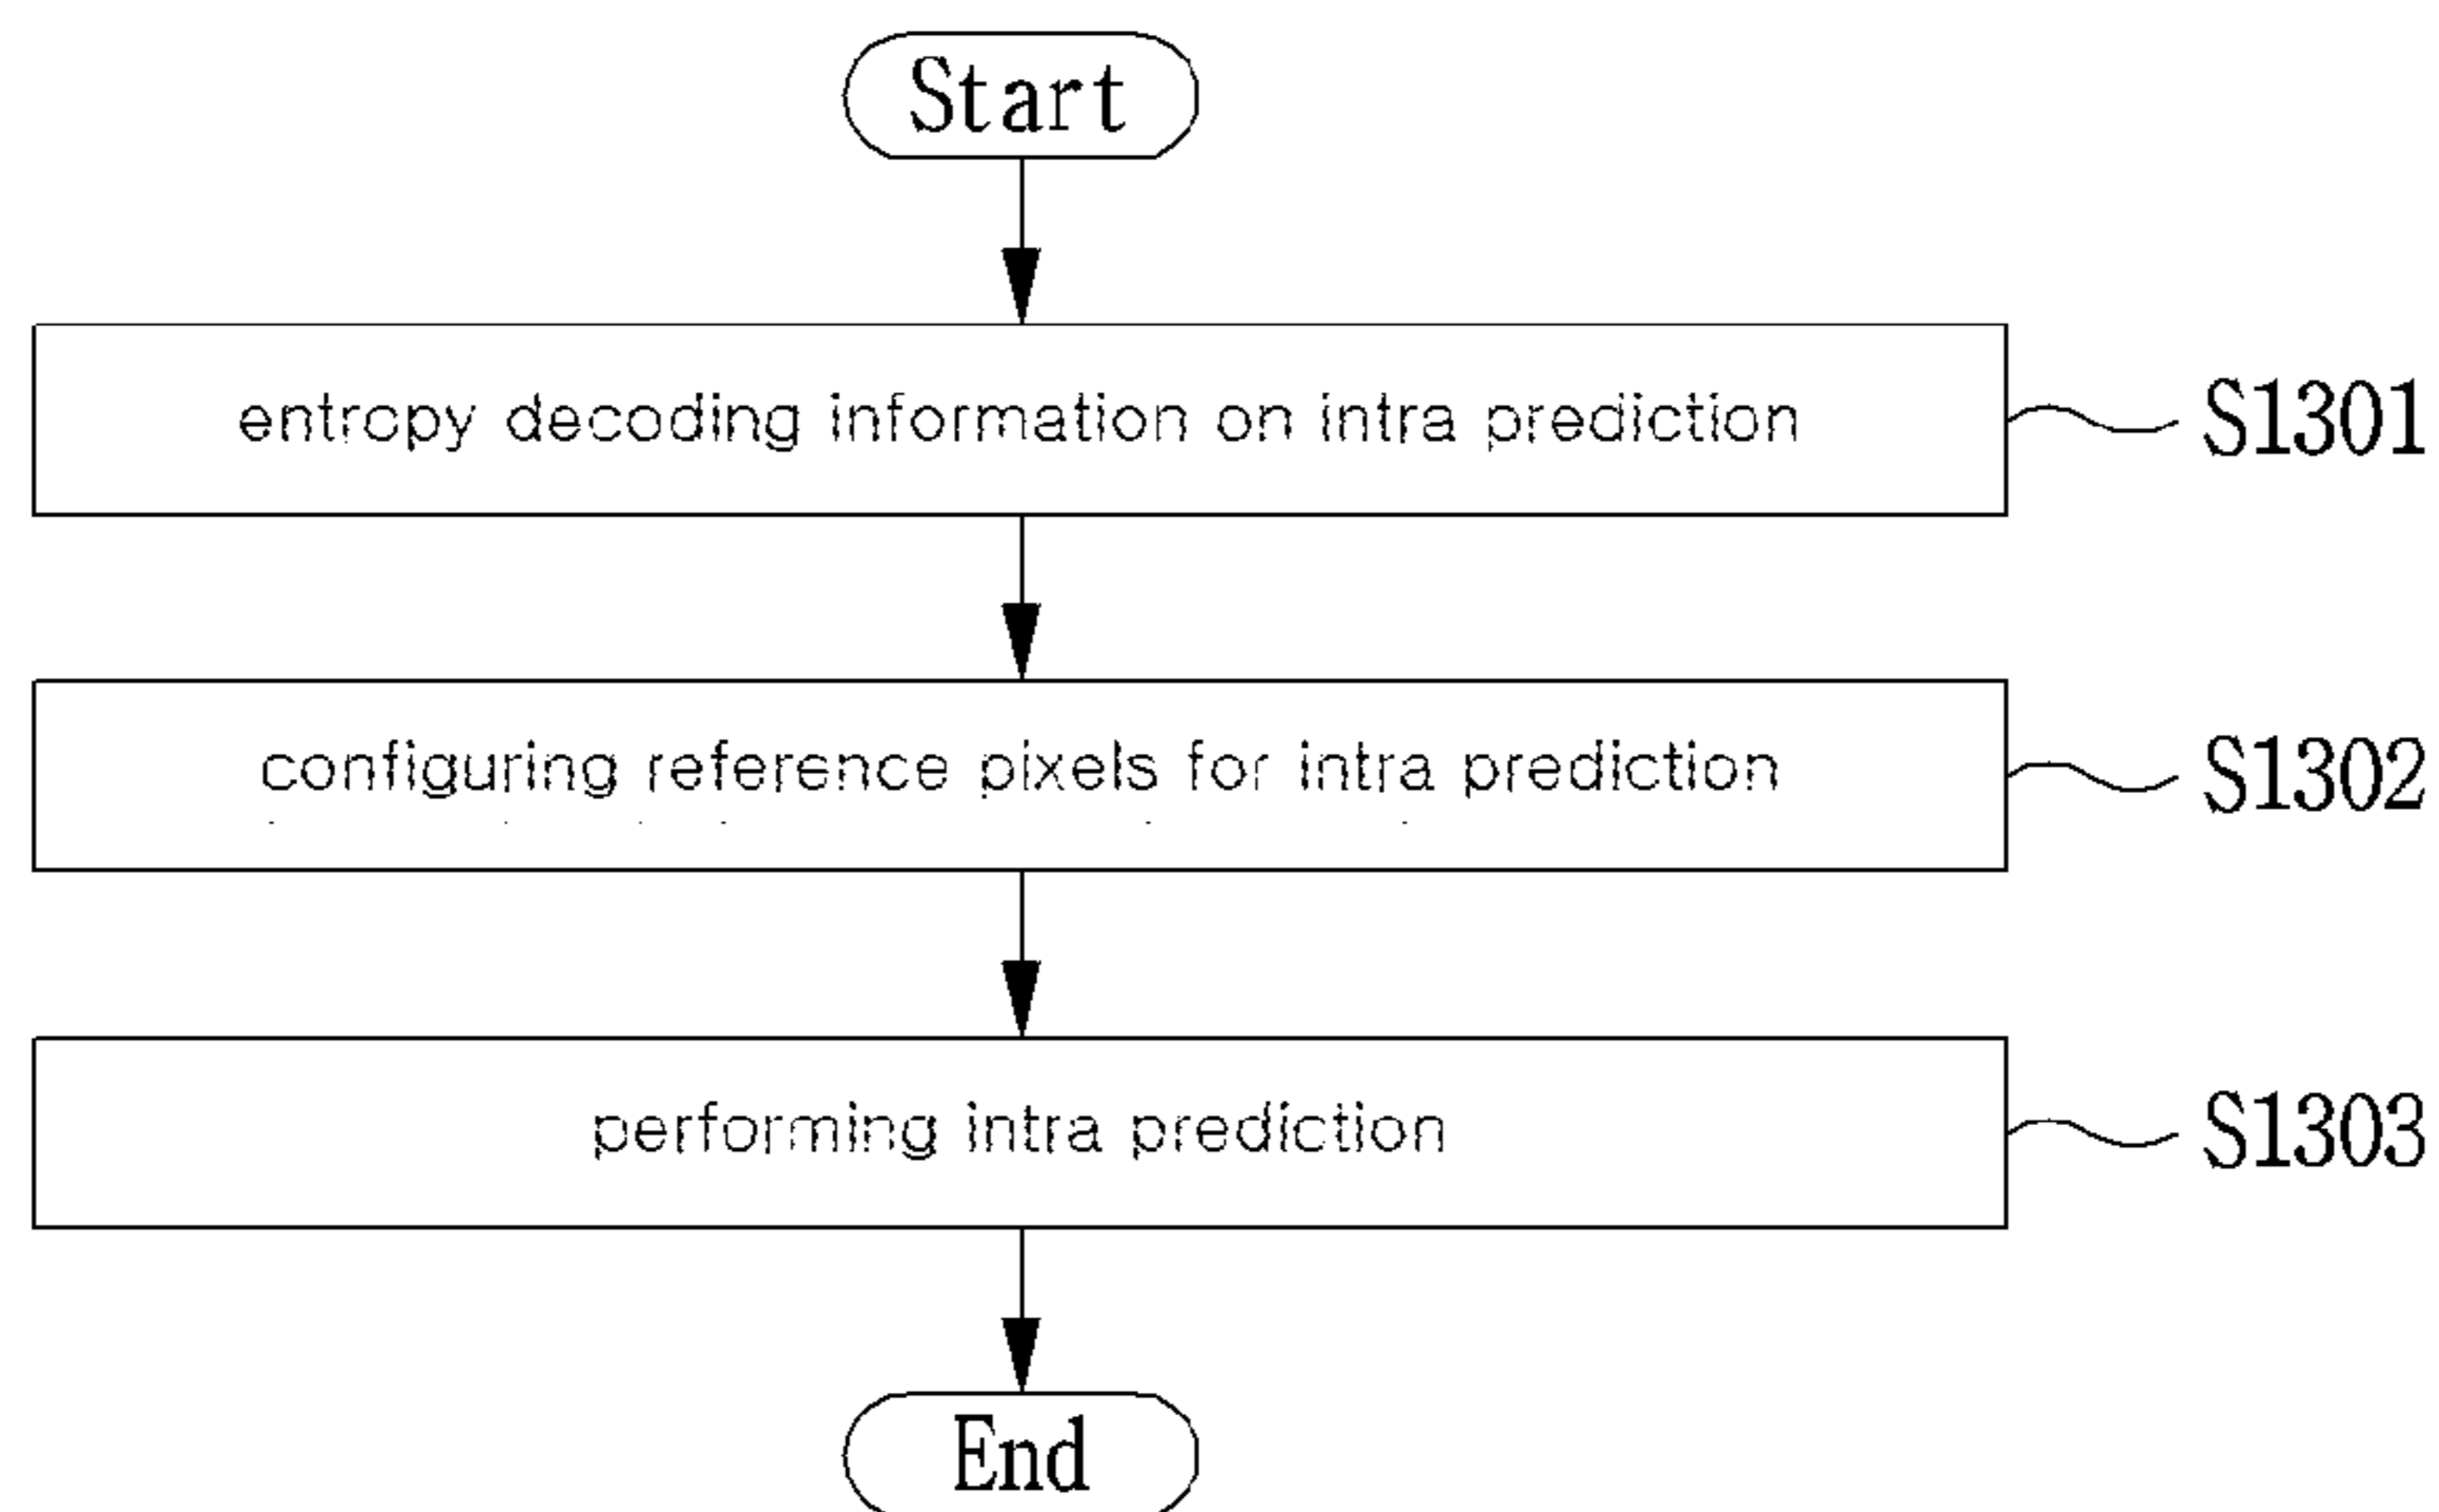 Start
entropy decoding information on intra prediction
S1301
configuring reference pixels for intra prediction
S1302
performing intra prediction
S1303
End